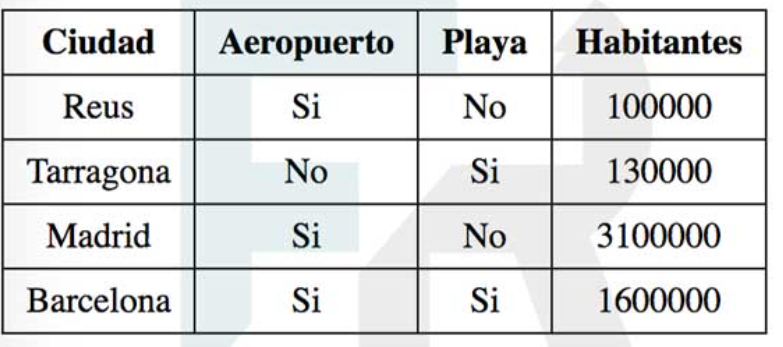 Ciudad Aeropuerto Playa Habitantes
Reus Si No 100000
Tarragona No Si 130000
Madrid Si No 3100000
Barcelona Si Si 1600000